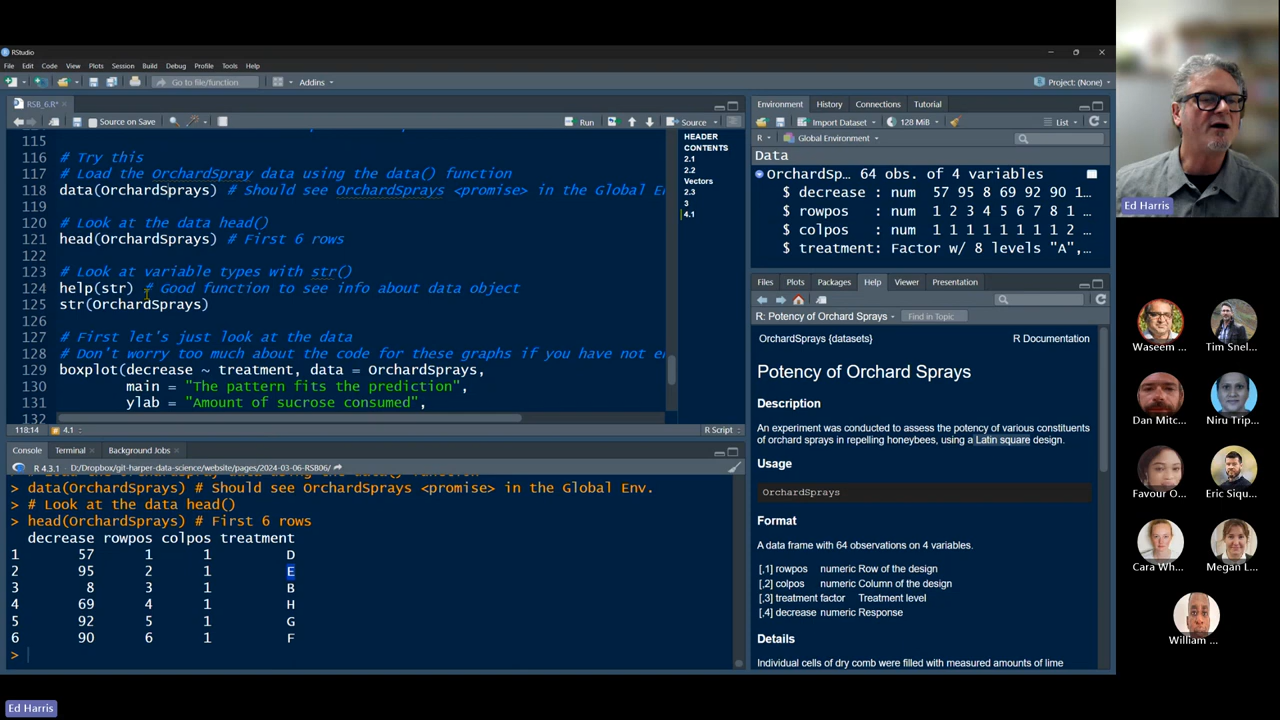 RStudio
File Edit Code View Plots Session Build Debug Profile Tools Help
Go to file/function Addins Project: (None)
RSB_6.R*
Source on Save Run Source
115
116 # Try this
117 # Load the OrchardSpray data using the data() function
118 data(OrchardSprays) # Should see OrchardSprays <promise> in the Global E
119
120 # Look at the data head()
121 head(OrchardSprays) # First 6 rows
122
123 # Look at variable types with str()
124 help(str) # Good function to see info about data object
125 str(OrchardSprays)
126
127 # First let's just look at the data
128 # Don't worry too much about the code for these graphs if you have not e
129 boxplot(decrease ~ treatment, data = OrchardSprays,
130 main = "The pattern fits the prediction",
131 ylab = "Amount of sucrose consumed",
132
118:14 4.1 R Script
HEADER
CONTENTS
2.1
2.2
Vectors
2.3
3
4.1
Console Terminal Background Jobs
R 4.3.1 · D:/Dropbox/git-harper-data-science/website/pages/2024-03-06-RSB06/
> data(OrchardSprays) # Should see OrchardSprays <promise> in the Global Env.
> # Look at the data head()
> head(OrchardSprays) # First 6 rows
decrease rowpos colpos treatment
1 57 1 1 D
2 95 2 1 E
3 8 3 1 B
4 69 4 1 H
5 92 5 1 G
6 90 6 1 F
>
Environment History Connections Tutorial
Import Dataset 128 MiB List
R Global Environment
Data
OrchardSp… 64 obs. of 4 variables
$ decrease : num 57 95 8 69 92 90 1…
$ rowpos : num 1 2 3 4 5 6 7 8 1 …
$ colpos : num 1 1 1 1 1 1 1 1 2 …
$ treatment: Factor w/ 8 levels "A",…
Files Plots Packages Help Viewer Presentation
R: Potency of Orchard Sprays Find in Topic
OrchardSprays {datasets} R Documentation
Potency of Orchard Sprays
Description
An experiment was conducted to assess the potency of various constituents
of orchard sprays in repelling honeybees, using a Latin square design.
Usage
OrchardSprays
Format
A data frame with 64 observations on 4 variables.
[,1] rowpos numeric Row of the design
[,2] colpos numeric Column of the design
[,3] treatment factor Treatment level
[,4] decrease numeric Response
Details
Individual cells of dry comb were filled with measured amounts of lime
Ed Harris
Waseem ... Tim Snel...
Dan Mitc... Niru Trip...
Favour O... Eric Siqu...
Cara Wh... Megan L...
William ...
Ed Harris